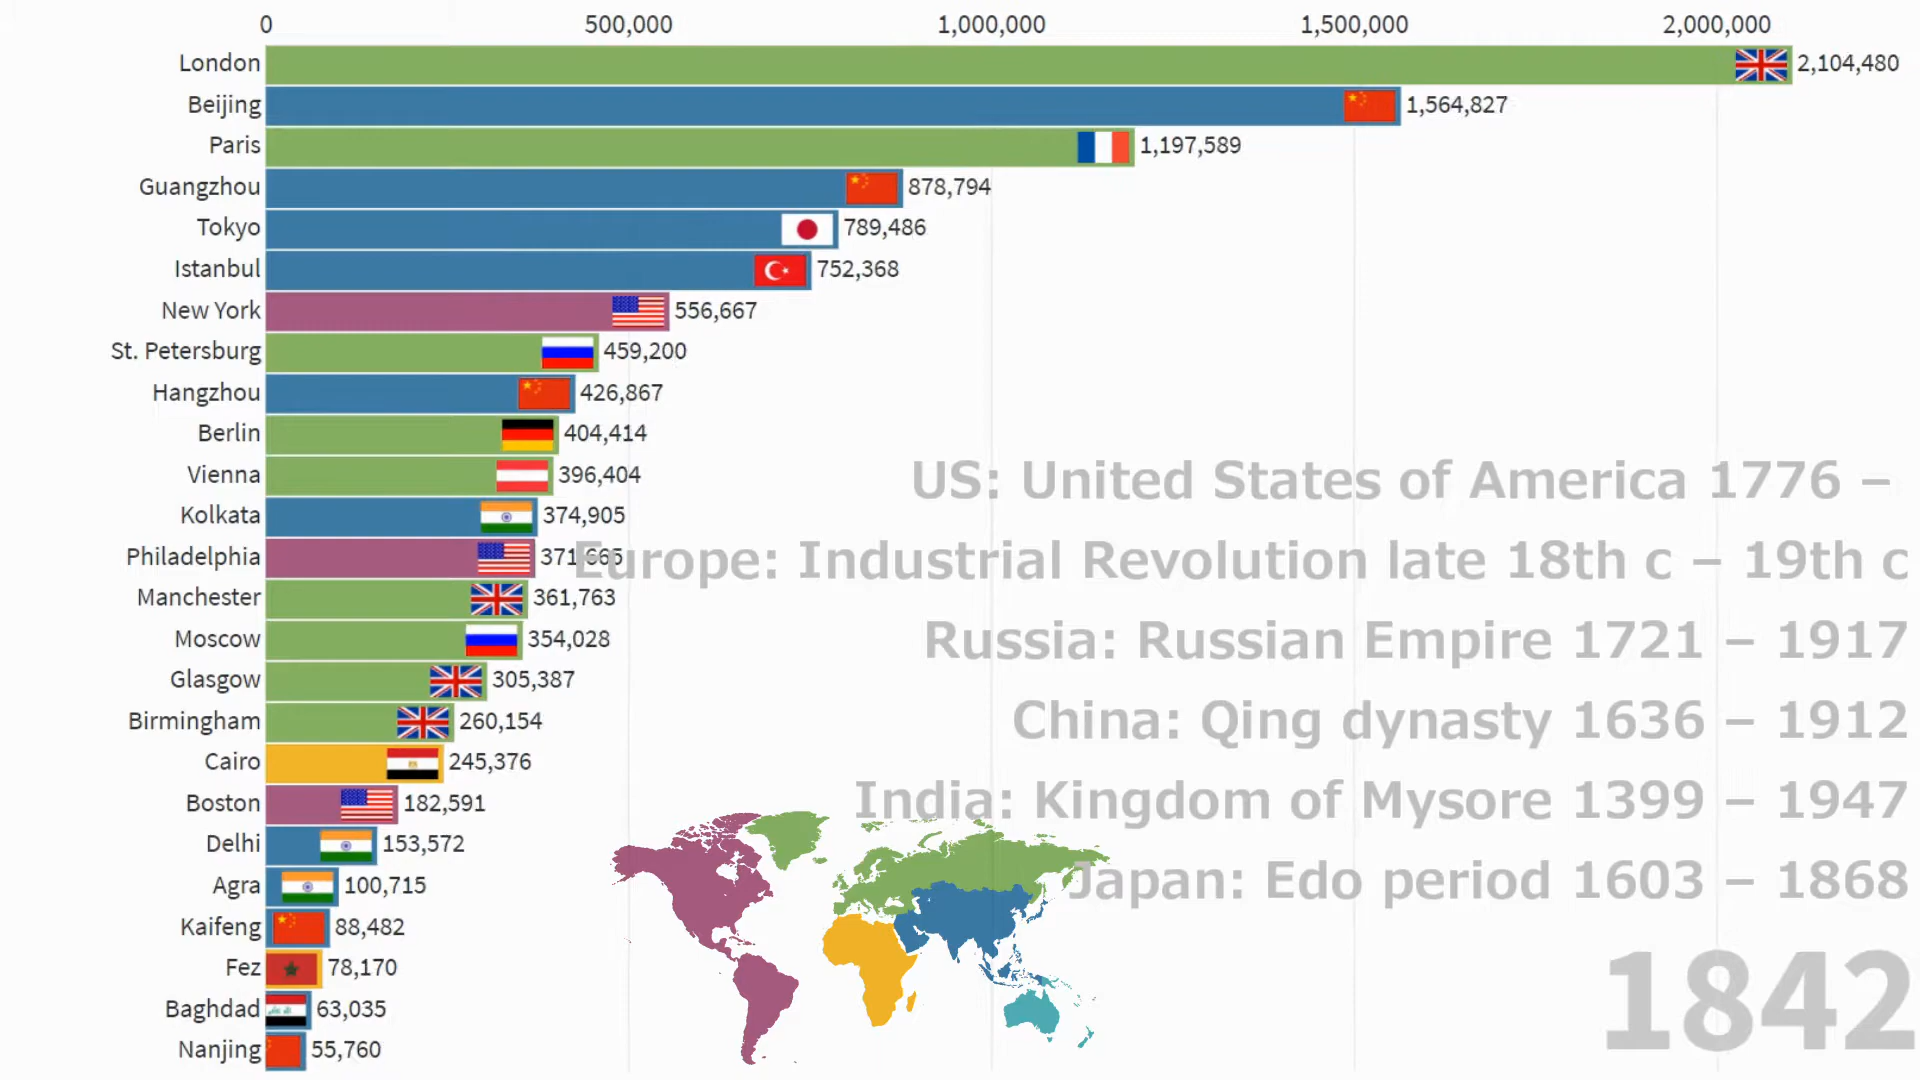 0 500,000 1,000,000 1,500,000 2,000,000
London 2,104,480
Beijing 1,564,827
Paris 1,197,589
Guangzhou 878,794
Tokyo 789,486
Istanbul 752,368
New York 556,667
St. Petersburg 459,200
Hangzhou 426,867
Berlin 404,414
Vienna 396,404
Kolkata 374,905
Philadelphia 371,665
Manchester 361,763
Moscow 354,028
Glasgow 305,387
Birmingham 260,154
Cairo 245,376
Boston 182,591
Delhi 153,572
Agra 100,715
Kaifeng 88,482
Fez 78,170
Baghdad 63,035
Nanjing 55,760
US: United States of America 1776 –
Europe: Industrial Revolution late 18th c – 19th c
Russia: Russian Empire 1721 – 1917
China: Qing dynasty 1636 – 1912
India: Kingdom of Mysore 1399 – 1947
Japan: Edo period 1603 – 1868
1842